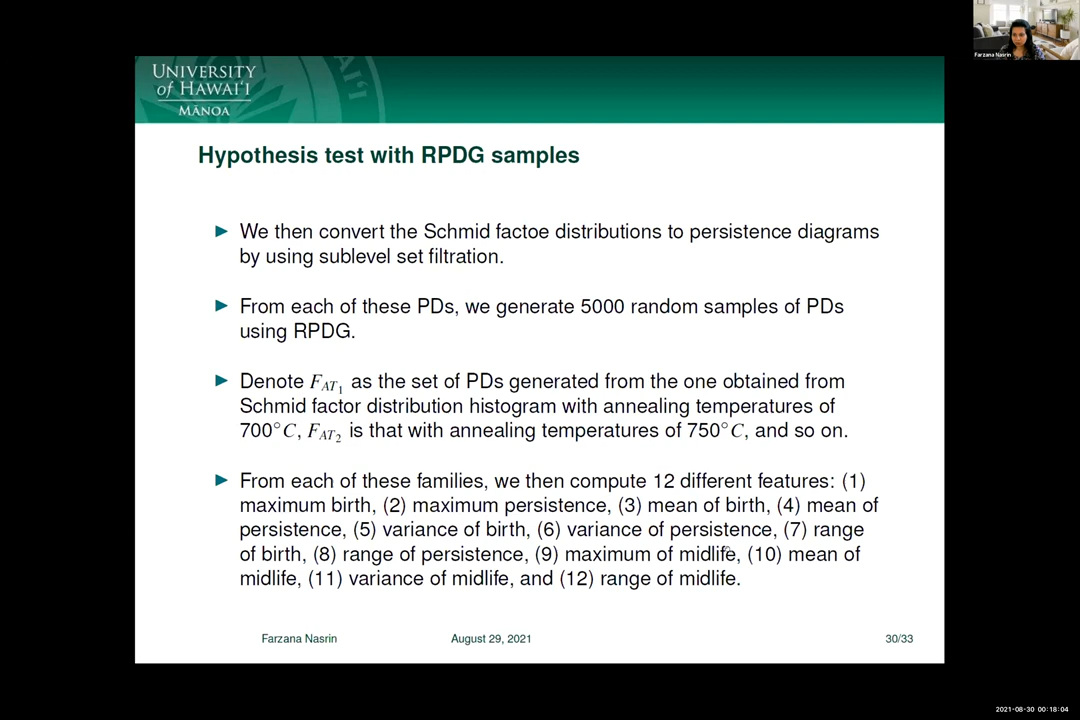 Farzana Nasrin
UNIVERSITY
of HAWAIʻI
MĀNOA
Hypothesis test with RPDG samples
We then convert the Schmid factoe distributions to persistence diagrams
by using sublevel set filtration.
From each of these PDs, we generate 5000 random samples of PDs
using RPDG.
Denote F_{AT_1} as the set of PDs generated from the one obtained from
Schmid factor distribution histogram with annealing temperatures of
700°C, F_{AT_2} is that with annealing temperatures of 750°C, and so on.
From each of these families, we then compute 12 different features: (1)
maximum birth, (2) maximum persistence, (3) mean of birth, (4) mean of
persistence, (5) variance of birth, (6) variance of persistence, (7) range
of birth, (8) range of persistence, (9) maximum of midlife, (10) mean of
midlife, (11) variance of midlife, and (12) range of midlife.
Farzana Nasrin August 29, 2021 30/33
2021-08-30 00:18:04